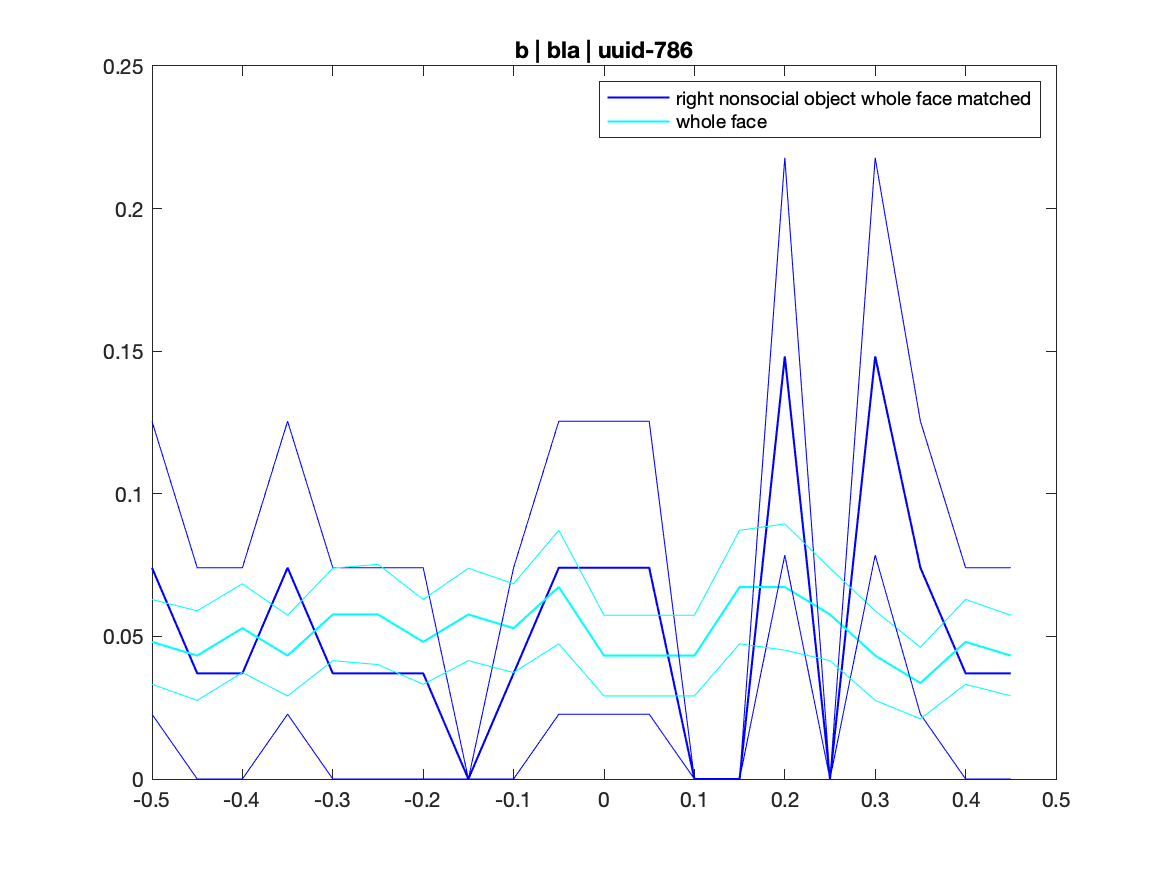 b | bla | uuid-786
0.25
right nonsocial object whole face matched
whole face
0.2
0.15
0.1
0.05
0
-0.5 -0.4 -0.3 -0.2 -0.1 0 0.1 0.2 0.3 0.4 0.5